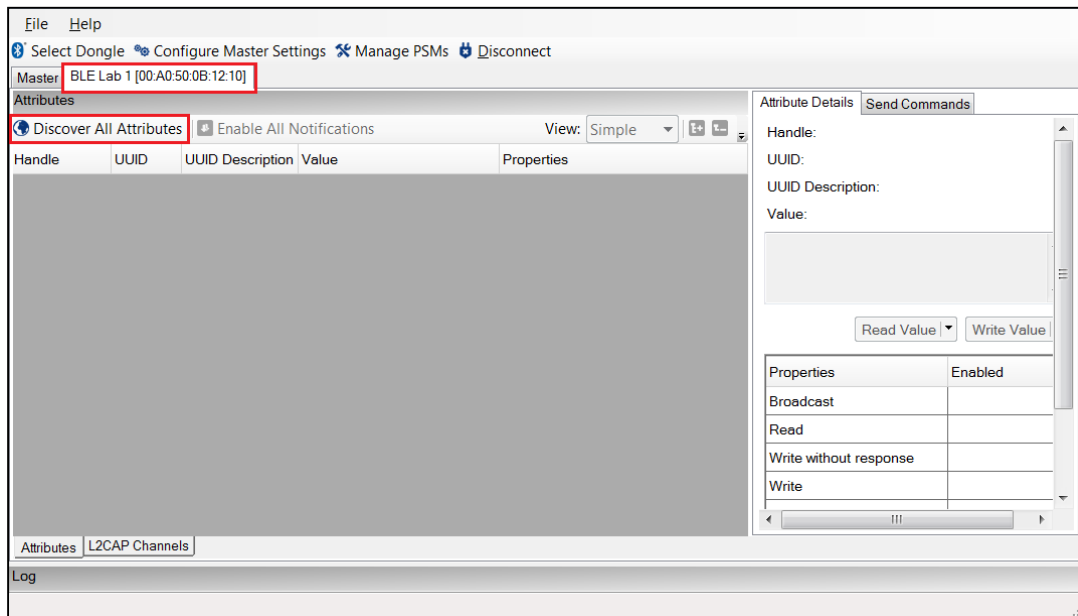 File Help
Select Dongle Configure Master Settings Manage PSMs Disconnect
Master BLE Lab 1 [00:A0:50:0B:12:10]
Attributes
Discover All Attributes Enable All Notifications View: Simple
Handle UUID UUID Description Value Properties
Attribute Details Send Commands
Handle:
UUID:
UUID Description:
Value:
Read Value Write Value
Properties Enabled
Broadcast
Read
Write without response
Write
Attributes L2CAP Channels
Log